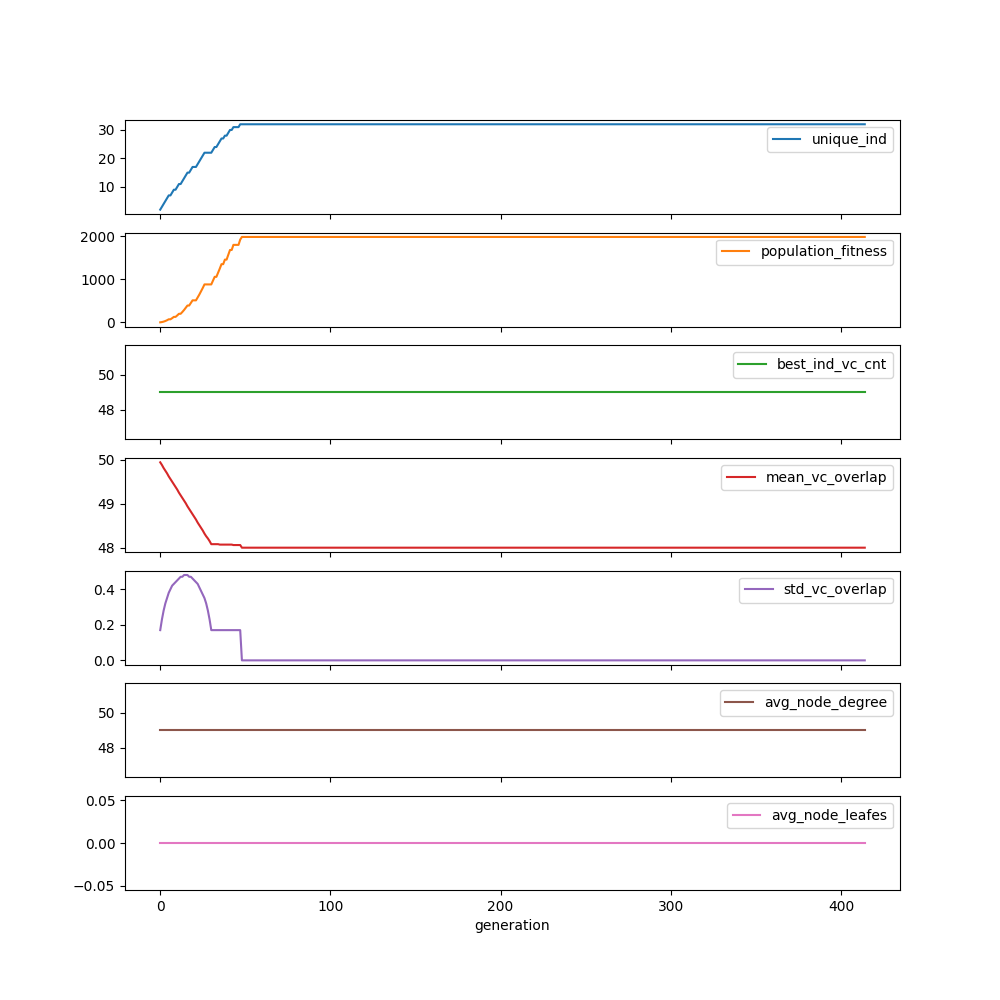 30
20
10
unique_ind
2000
1000
0
population_fitness
50
48
best_ind_vc_cnt
50
49
48
mean_vc_overlap
0.4
0.2
0.0
std_vc_overlap
50
48
avg_node_degree
0.05
0.00
−0.05
avg_node_leafes
0 100 200 300 400
generation